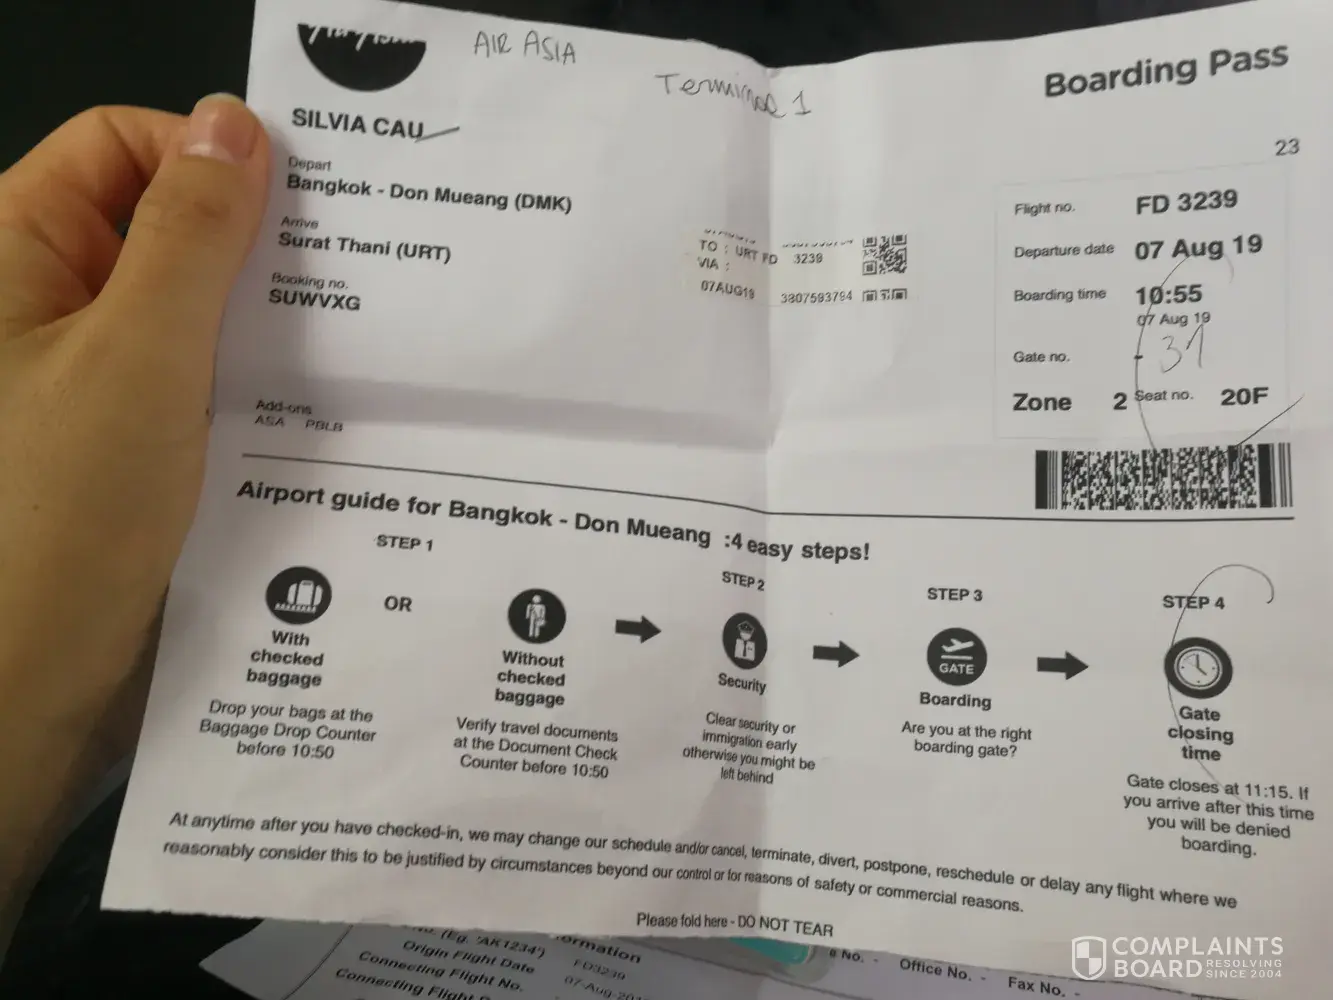 AirAsia
AIR ASIA
Terminal 1
Boarding Pass
SILVIA CAU
23
Depart
Bangkok - Don Mueang (DMK)
Arrive
Surat Thani (URT)
Booking no.
SUWVXG
TO : URT FD 3239
VIA :
07AUG19 3807593794
Flight no. FD 3239
Departure date 07 Aug 19
Boarding time 10:55
07 Aug 19
Gate no. - 31
Zone 2 Seat no. 20F
Add-ons
ASA PBLB
Airport guide for Bangkok - Don Mueang :4 easy steps!
STEP 1
OR
With
checked
baggage
Drop your bags at the
Baggage Drop Counter
before 10:50
Without
checked
baggage
Verify travel documents
at the Document Check
Counter before 10:50
STEP 2
Security
Clear security or
immigration early
otherwise you might be
left behind
STEP 3
GATE
Boarding
Are you at the right
boarding gate?
STEP 4
Gate
closing
time
Gate closes at 11:15. If
you arrive after this time
you will be denied
boarding.
At anytime after you have checked-in, we may change our schedule and/or cancel, terminate, divert, postpone, reschedule or delay any flight where we
reasonably consider this to be justified by circumstances beyond our control or for reasons of safety or commercial reasons.
Please fold here - DO NOT TEAR
(Eg. 'AK1234')
FD3239
Origin Flight Date
07-Aug-201
Connecting Flight No.
Connecting Flight
No. - Office No. - Fax No. -
COMPLAINTS
BOARD RESOLVING
SINCE 2004